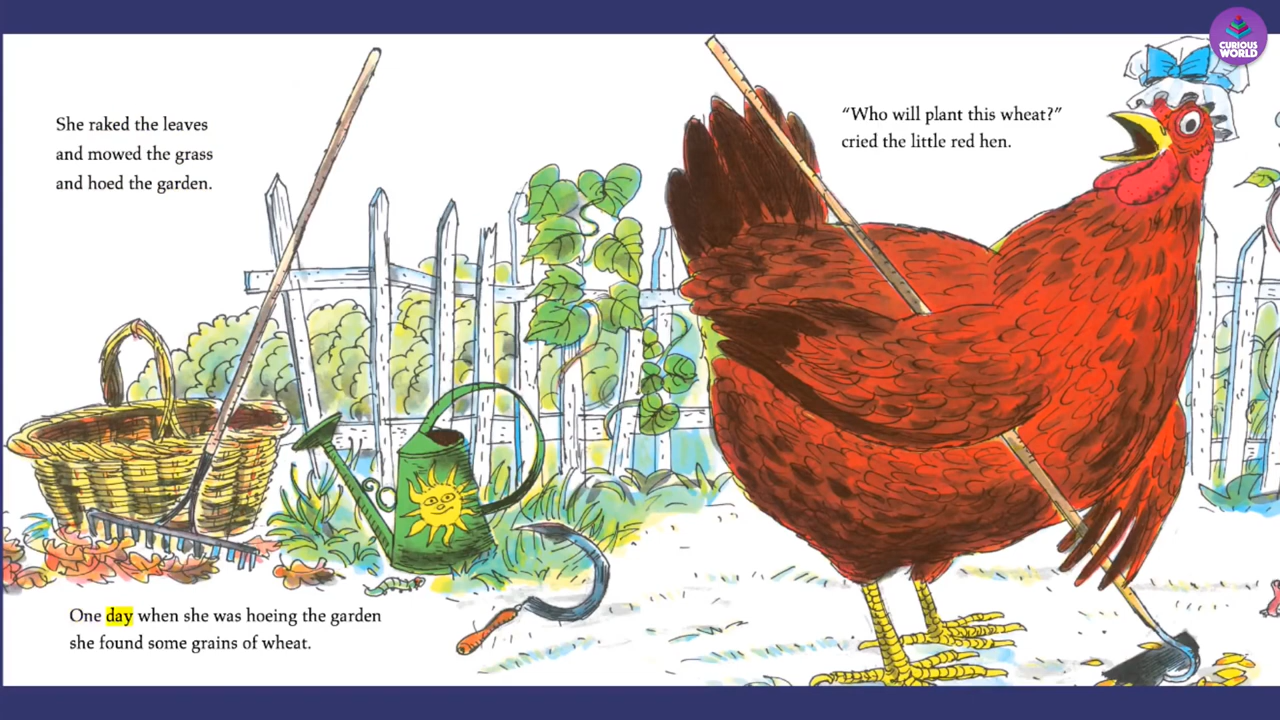 She raked the leaves
and mowed the grass
and hoed the garden.
One day when she was hoeing the garden
she found some grains of wheat.
“Who will plant this wheat?”
cried the little red hen.
CURIOUS
WORLD